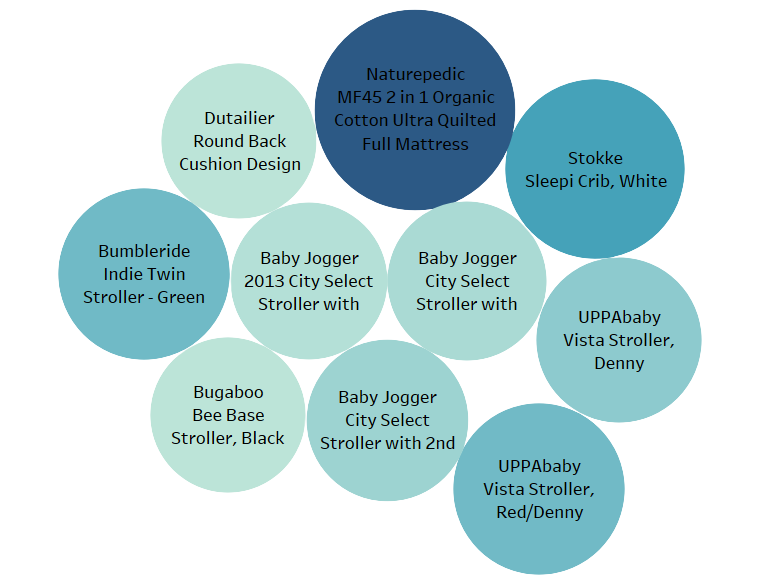 Naturepedic
MF45 2 in 1 Organic
Cotton Ultra Quilted
Full Mattress
Dutailier
Round Back
Cushion Design
Stokke
Sleepi Crib, White
Bumbleride
Indie Twin
Stroller - Green
Baby Jogger
2013 City Select
Stroller with
Baby Jogger
City Select
Stroller with
UPPAbaby
Vista Stroller,
Denny
Bugaboo
Bee Base
Stroller, Black
Baby Jogger
City Select
Stroller with 2nd
UPPAbaby
Vista Stroller,
Red/Denny